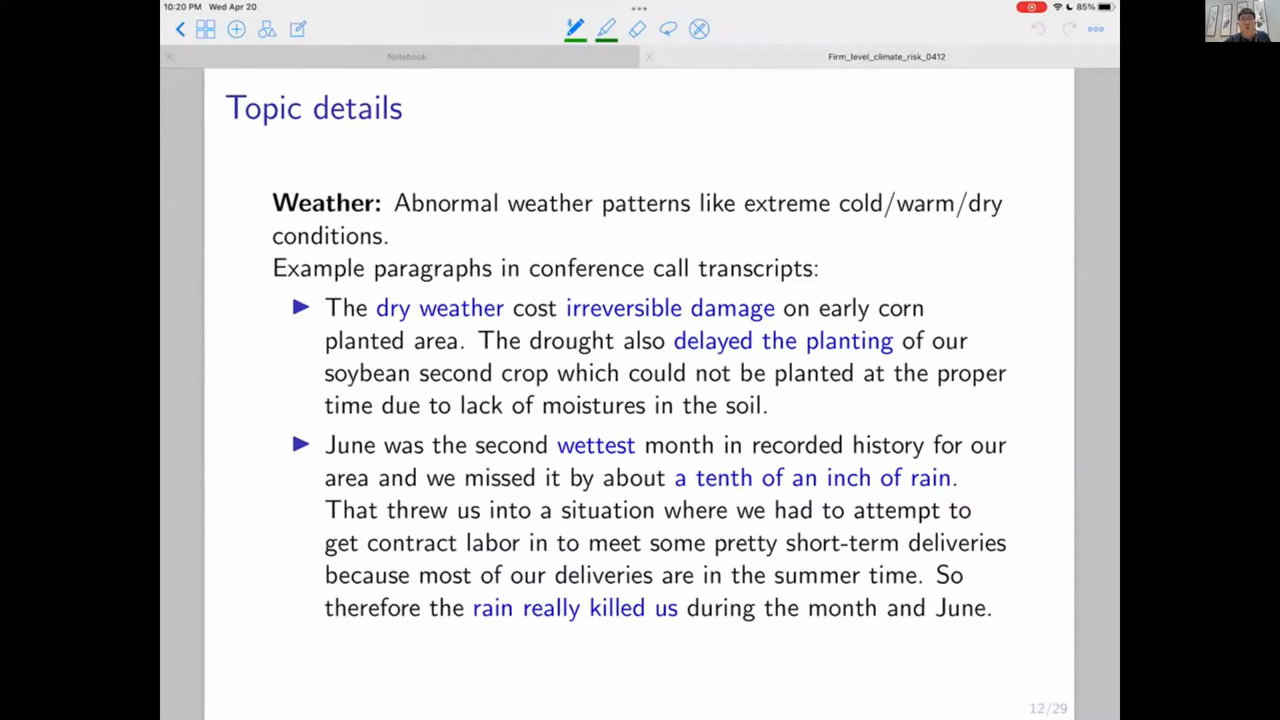 10:20 PM Wed Apr 20
85%
Notebook
Firm_level_climate_risk_0412
Topic details
Weather: Abnormal weather patterns like extreme cold/warm/dry
conditions.
Example paragraphs in conference call transcripts:
The dry weather cost irreversible damage on early corn
planted area. The drought also delayed the planting of our
soybean second crop which could not be planted at the proper
time due to lack of moistures in the soil.
June was the second wettest month in recorded history for our
area and we missed it by about a tenth of an inch of rain.
That threw us into a situation where we had to attempt to
get contract labor in to meet some pretty short-term deliveries
because most of our deliveries are in the summer time. So
therefore the rain really killed us during the month and June.
12/29